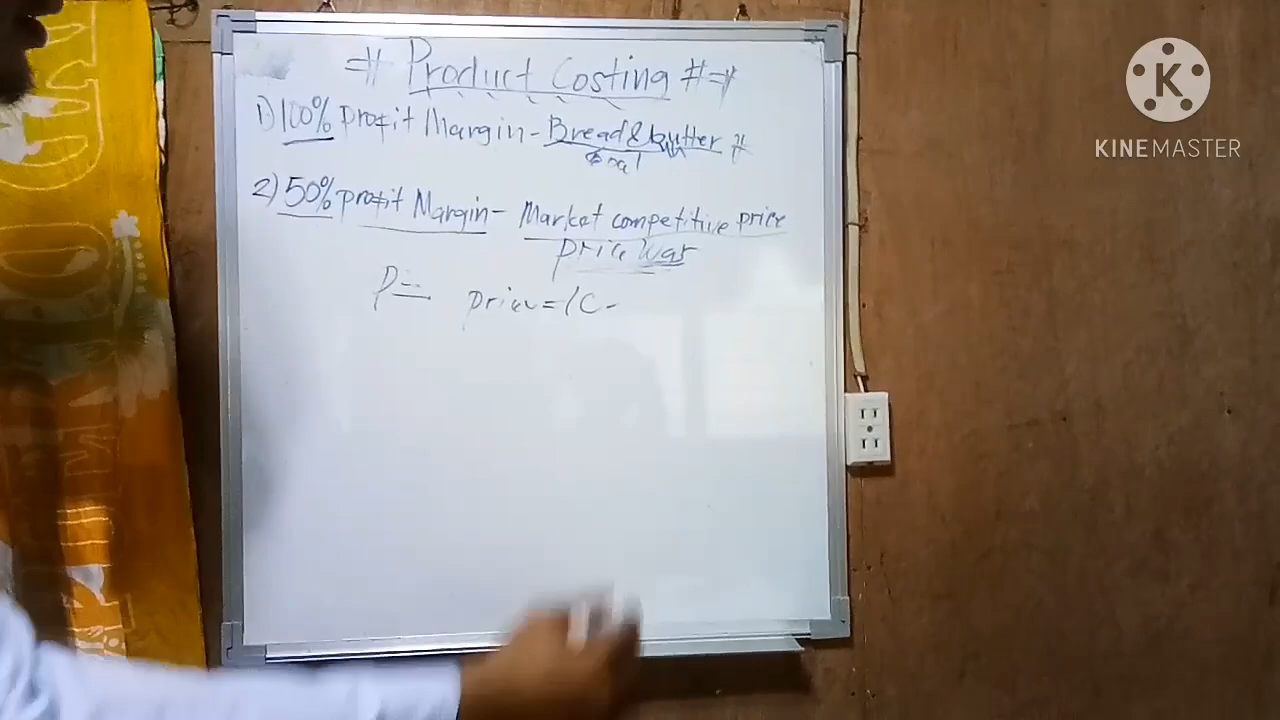 # Product Costing #
1) 100% profit Margin - Bread & butter #
2) 50% profit Margin - Market competitive price
price war
P = price = (C -
K
KINEMASTER